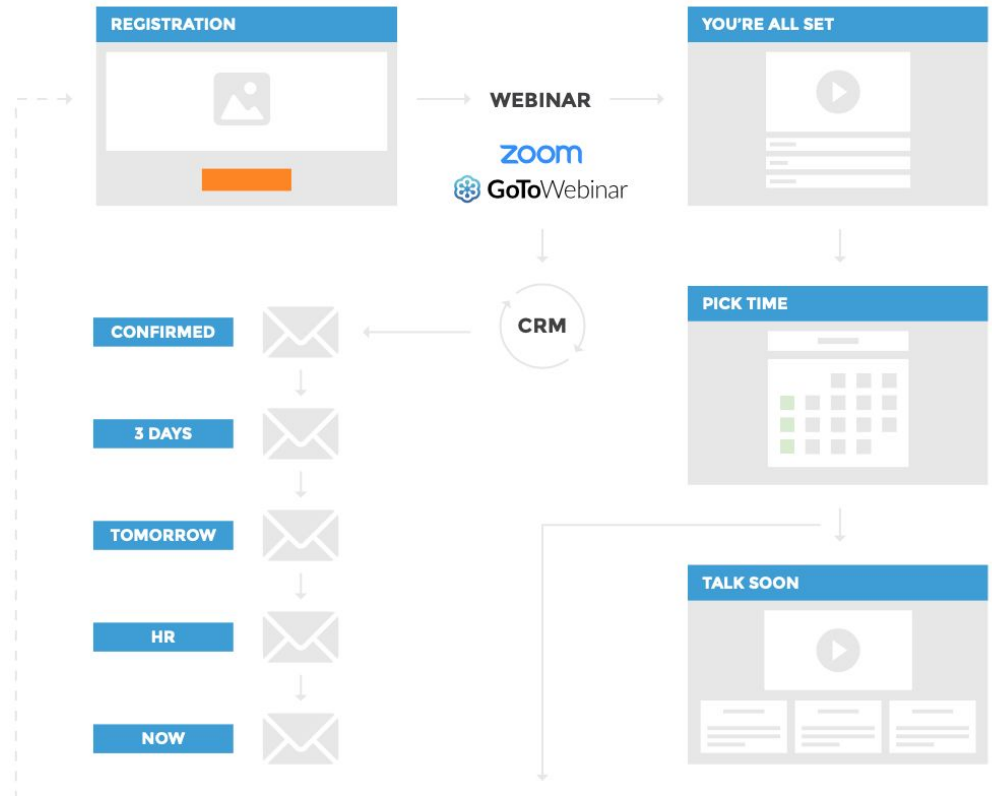 REGISTRATION
YOU'RE ALL SET
WEBINAR
zoom
GoToWebinar
PICK TIME
CRM
CONFIRMED
3 DAYS
TOMORROW
HR
NOW
TALK SOON